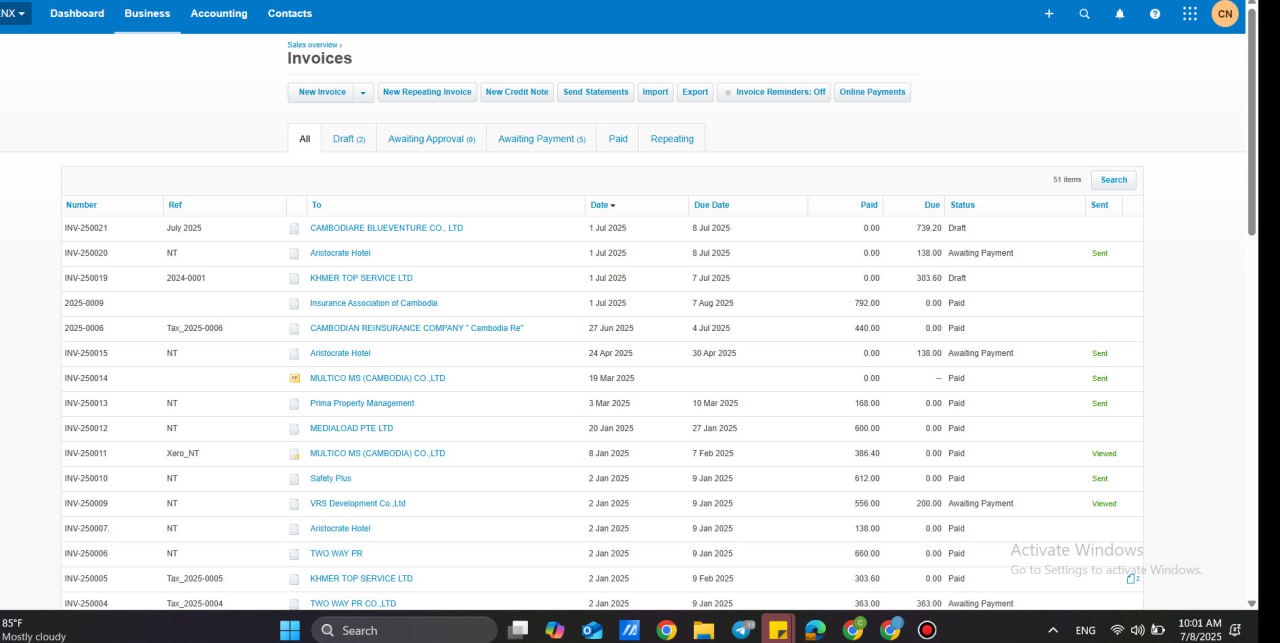 NX Dashboard Business Accounting Contacts CN
Sales overview ›
Invoices
New Invoice New Repeating Invoice New Credit Note Send Statements Import Export Invoice Reminders: Off Online Payments
All Draft (2) Awaiting Approval (0) Awaiting Payment (5) Paid Repeating
51 items Search
Number Ref To Date Due Date Paid Due Status Sent
INV-250021 July 2025 CAMBODIARE BLUEVENTURE CO., LTD 1 Jul 2025 8 Jul 2025 0.00 739.20 Draft
INV-250020 NT Aristocrate Hotel 1 Jul 2025 8 Jul 2025 0.00 138.00 Awaiting Payment Sent
INV-250019 2024-0001 KHMER TOP SERVICE LTD 1 Jul 2025 7 Jul 2025 0.00 303.60 Draft
2025-0009 Insurance Association of Cambodia 1 Jul 2025 7 Aug 2025 792.00 0.00 Paid
2025-0006 Tax_2025-0006 CAMBODIAN REINSURANCE COMPANY " Cambodia Re" 27 Jun 2025 4 Jul 2025 440.00 0.00 Paid
INV-250015 NT Aristocrate Hotel 24 Apr 2025 30 Apr 2025 0.00 138.00 Awaiting Payment Sent
INV-250014 MULTICO MS (CAMBODIA) CO.,LTD 19 Mar 2025 0.00 -- Paid Sent
INV-250013 NT Prima Property Management 3 Mar 2025 10 Mar 2025 168.00 0.00 Paid Sent
INV-250012 NT MEDIALOAD PTE LTD 20 Jan 2025 27 Jan 2025 600.00 0.00 Paid
INV-250011 Xero_NT MULTICO MS (CAMBODIA) CO.,LTD 8 Jan 2025 7 Feb 2025 386.40 0.00 Paid Viewed
INV-250010 NT Safety Plus 2 Jan 2025 9 Jan 2025 612.00 0.00 Paid Sent
INV-250009 NT VRS Development Co.,Ltd 2 Jan 2025 9 Jan 2025 556.00 200.00 Awaiting Payment Viewed
INV-250007. NT Aristocrate Hotel 2 Jan 2025 9 Jan 2025 138.00 0.00 Paid
INV-250006 NT TWO WAY PR 2 Jan 2025 9 Jan 2025 660.00 0.00 Paid
Activate Windows
Go to Settings to activate Windows.
INV-250005 Tax_2025-0005 KHMER TOP SERVICE LTD 2 Jan 2025 9 Feb 2025 303.60 0.00 Paid 2
INV-250004 Tax_2025-0004 TWO WAY PR CO.,LTD 2 Jan 2025 9 Jan 2025 363.00 363.00 Awaiting Payment
85°F
Mostly cloudy
Search
ENG
10:01 AM
7/8/2025